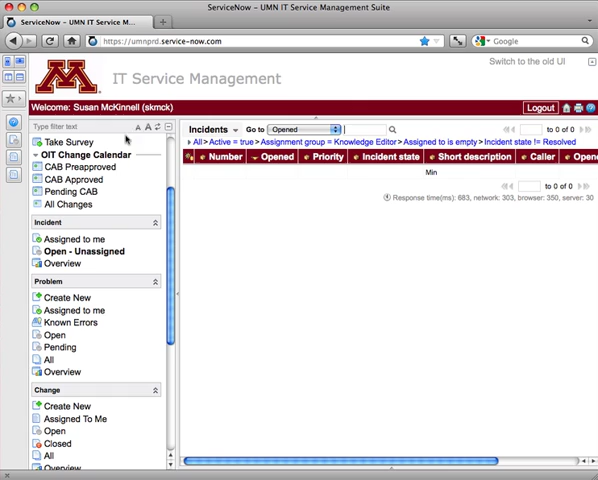 ServiceNow – UMN IT Service Management Suite
ServiceNow – UMN IT Service M...
https://umnprd.service-now.com
Google
M
IT Service Management
Switch to the old UI
Welcome: Susan McKinnell (skmck)
Logout
Type filter text
A A
Take Survey
OIT Change Calendar
CAB Preapproved
CAB Approved
Pending CAB
All Changes
Incident
Assigned to me
Open - Unassigned
Overview
Problem
Create New
Assigned to me
Known Errors
Open
Pending
All
Overview
Change
Create New
Assigned To Me
Open
Closed
All
Overview
Incidents Go to Opened to 0 of 0
All>Active = true>Assignment group = Knowledge Editor>Assigned to is empty>Incident state != Resolved
Number Opened Priority Incident state Short description Caller Opene
Min
to 0 of 0
Response time(ms): 683, network: 303, browser: 350, server: 30